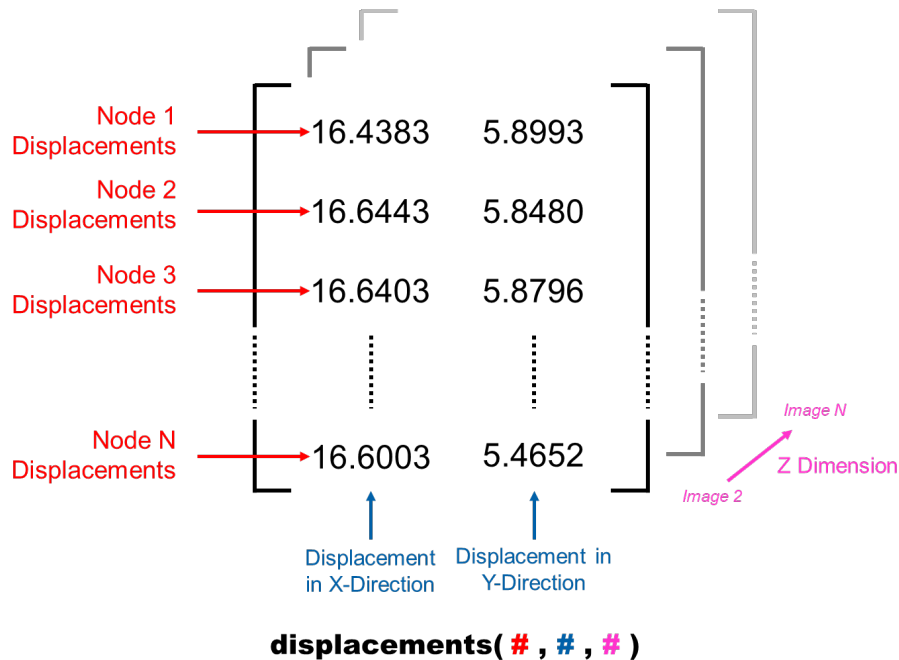 Node 1
Displacements
16.4383 5.8993
Node 2
Displacements
16.6443 5.8480
Node 3
Displacements
16.6403 5.8796
Node N
Displacements
16.6003 5.4652
Image N
Z Dimension
Image 2
Displacement
in X-Direction
Displacement in
Y-Direction
displacements( # , # , # )